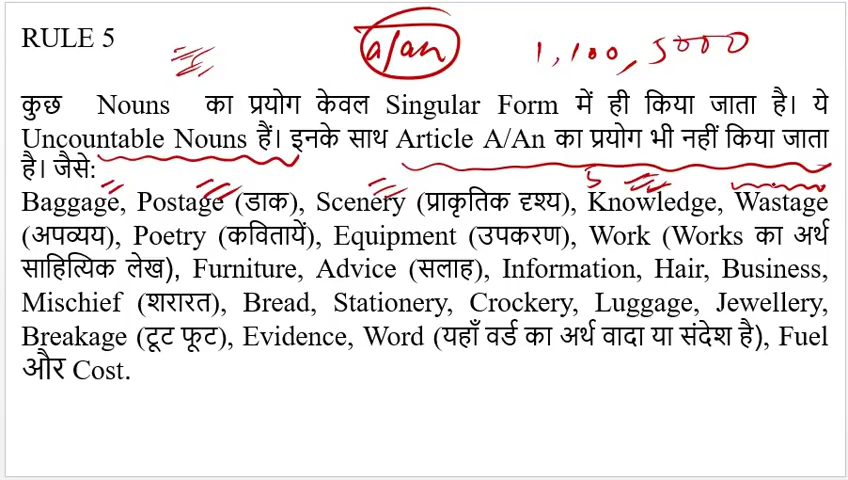 RULE 5
a/an
1, 100, 5000
कुछ Nouns का प्रयोग केवल Singular Form में ही किया जाता है। ये
Uncountable Nouns हैं। इनके साथ Article A/An का प्रयोग भी नहीं किया जाता
है। जैसे:
Baggage, Postage (डाक), Scenery (प्राकृतिक दृश्य), Knowledge, Wastage
(अपव्यय), Poetry (कवितायें), Equipment (उपकरण), Work (Works का अर्थ
साहित्यिक लेख), Furniture, Advice (सलाह), Information, Hair, Business,
Mischief (शरारत), Bread, Stationery, Crockery, Luggage, Jewellery,
Breakage (टूट फूट), Evidence, Word (यहाँ वर्ड का अर्थ वादा या संदेश है), Fuel
और Cost.